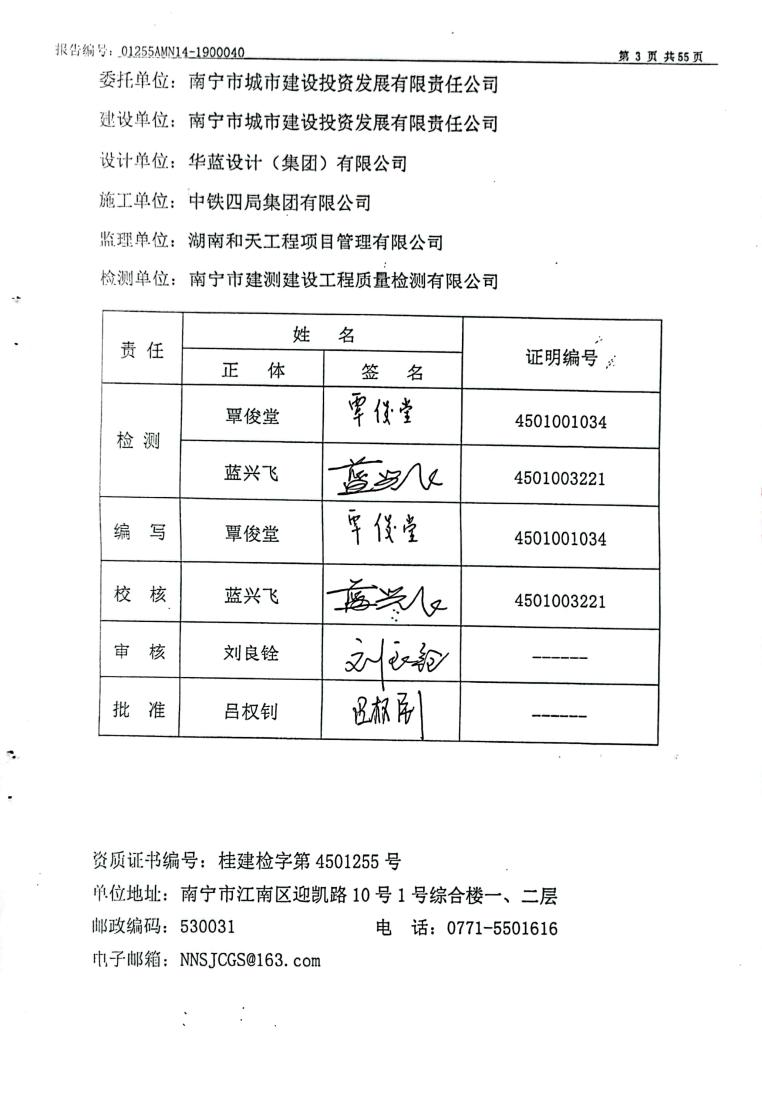 报告编号：01255AMN14-1900040 第 3 页 共 55 页
委托单位：南宁市城市建设投资发展有限责任公司
建设单位：南宁市城市建设投资发展有限责任公司
设计单位：华蓝设计（集团）有限公司
施工单位：中铁四局集团有限公司
监理单位：湖南和天工程项目管理有限公司
检测单位：南宁市建测建设工程质量检测有限公司
责 任 姓 名 证明编号
正 体 签 名
检 测 覃俊堂 覃俊堂 4501001034
蓝兴飞 蓝兴飞 4501003221
编 写 覃俊堂 覃俊堂 4501001034
校 核 蓝兴飞 蓝兴飞 4501003221
审 核 刘良铨 刘良铨 ------
批 准 吕权钊 吕权钊 ------
资质证书编号：桂建检字第 4501255 号
单位地址：南宁市江南区迎凯路 10 号 1 号综合楼一、二层
邮政编码：530031 电 话：0771-5501616
电子邮箱：NNSJCGS@163.com